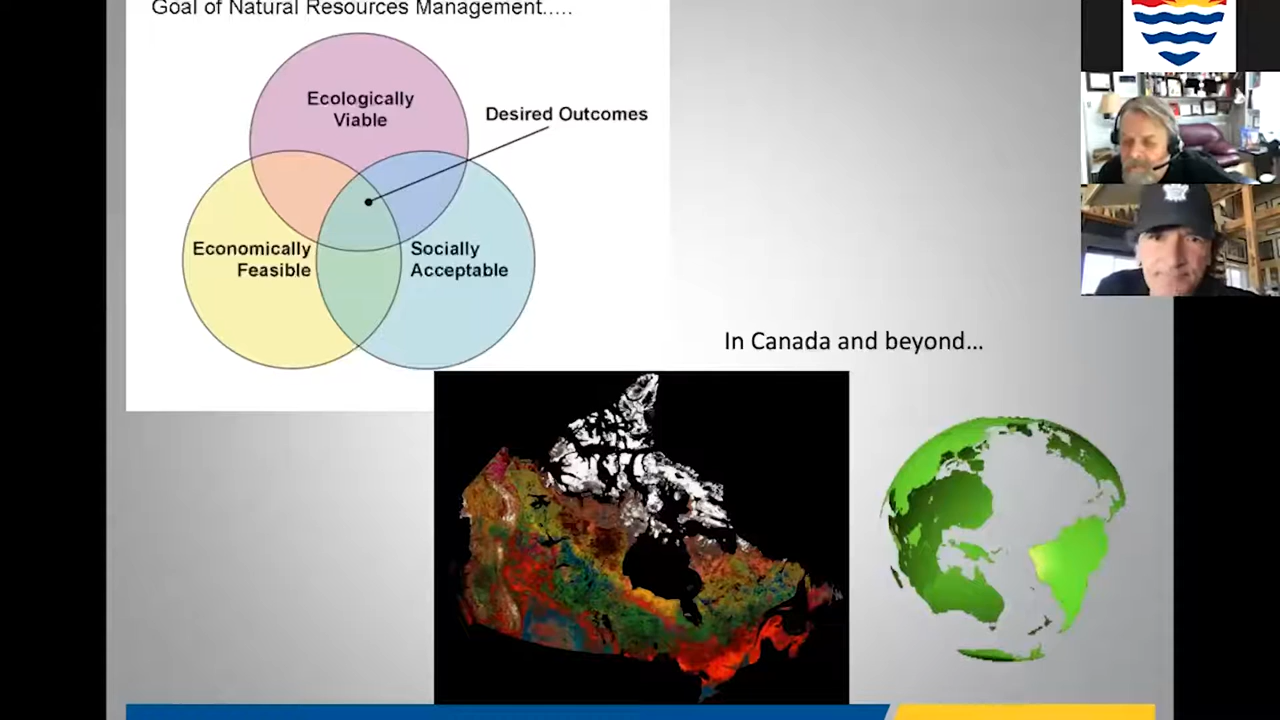 Goal of Natural Resources Management.....
Ecologically
Viable
Desired Outcomes
Economically
Feasible
Socially
Acceptable
In Canada and beyond...